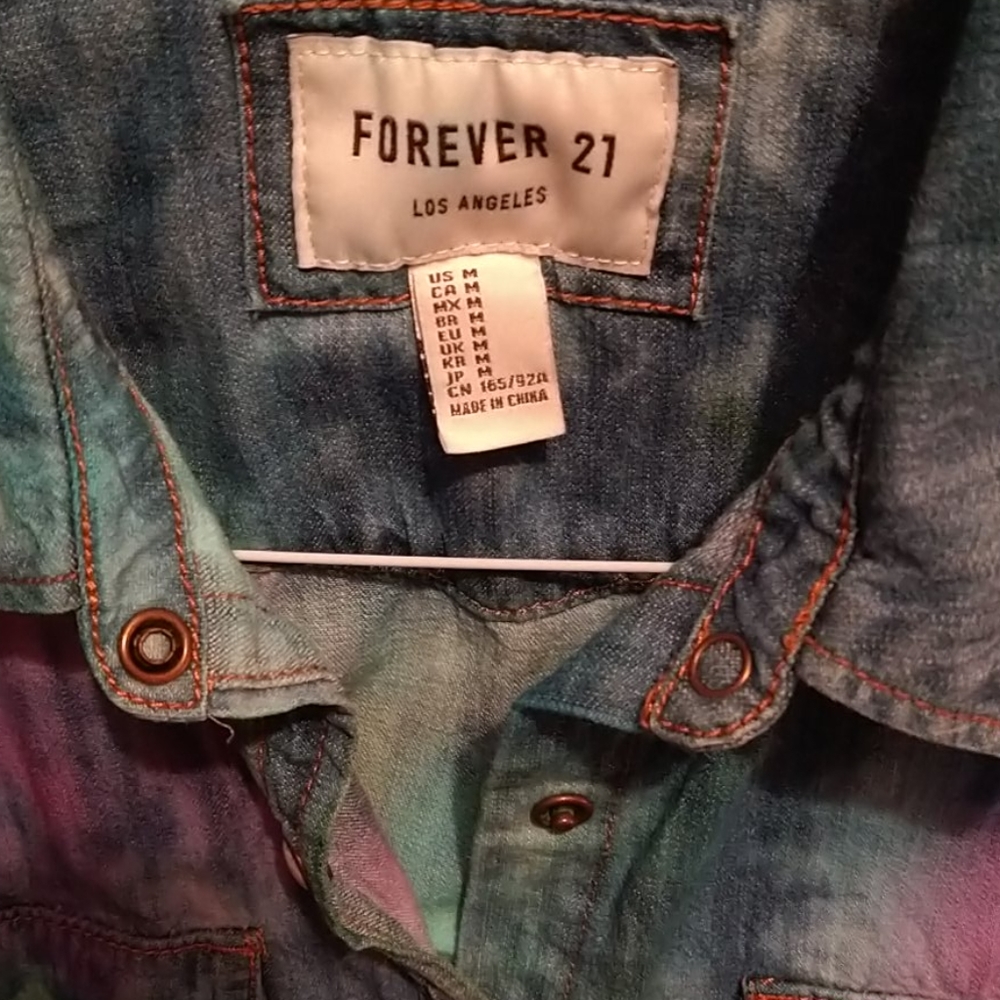 FOREVER 21
LOS ANGELES
US M
CA M
MX M
BR M
EU M
UK M
KR M
JP M
CN 165/92A
MADE IN CHINA